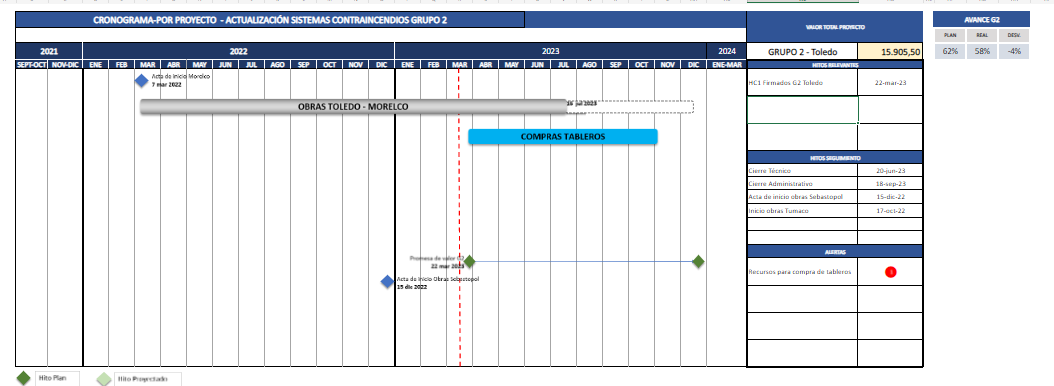 CRONOGRAMA-POR PROYECTO - ACTUALIZACIÓN SISTEMAS CONTRAINCENDIOS GRUPO 2
VALOR TOTAL PROYECTO
AVANCE G2
PLAN REAL DESV.
62% 58% -4%
2021 2022 2023 2024
GRUPO 2 - Toledo 15.905,50
SEPT-OCT NOV-DIC ENE FEB MAR ABR MAY JUN JUL AGO SEP OCT NOV DIC ENE FEB MAR ABR MAY JUN JUL AGO SEP OCT NOV DIC ENE-MAR
HITOS RELEVANTES
Acta de Inicio Morelco
7 mar 2022
HC1 Firmados G2 Toledo 22-mar-23
OBRAS TOLEDO - MORELCO
16 jul 2023
COMPRAS TABLEROS
HITOS SEGUIMIENTO
Cierre Técnico 20-jun-23
Cierre Administrativo 18-sep-23
Acta de inicio obras Sebastopol 15-dic-22
Inicio obras Tumaco 17-oct-22
ALERTAS
Promesa de valor G2
22 mar 2023
Recursos para compra de tableros
Acta de Inicio Obras Sebastopol
15 dic 2022
Hito Plan
Hito Proyectado